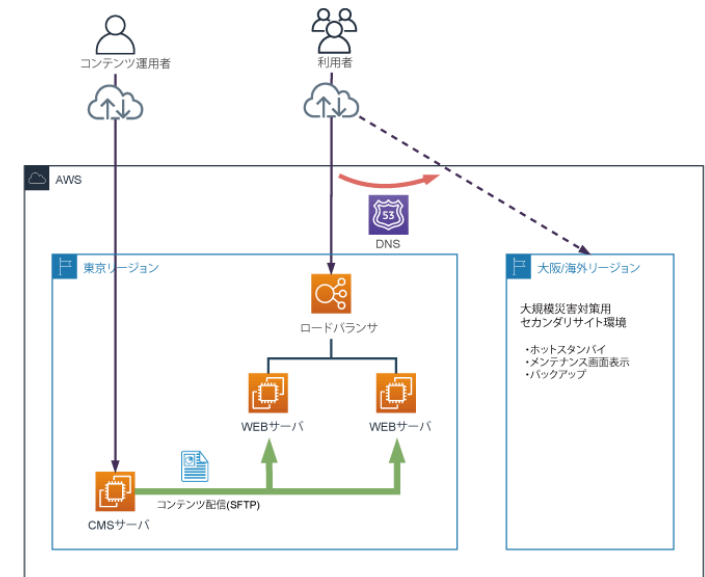 コンテンツ運用者
利用者
AWS
53
DNS
東京リージョン
大阪/海外リージョン
ロードバランサ
大規模災害対策用
セカンダリサイト環境
・ホットスタンバイ
・メンテナンス画面表示
・バックアップ
WEBサーバ
WEBサーバ
コンテンツ配信(SFTP)
CMSサーバ